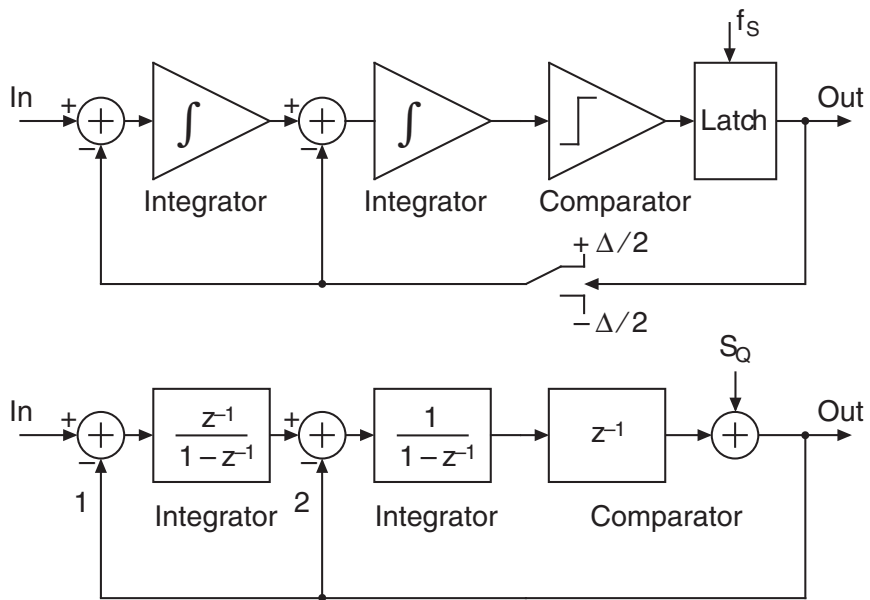 f_S
In + + Out
∫ ∫ Latch
− −
Integrator Integrator Comparator
+ Δ/2
− Δ/2
S_Q
In + z⁻¹ + 1 z⁻¹ Out
1 − z⁻¹ 1 − z⁻¹
− −
1 2
Integrator Integrator Comparator